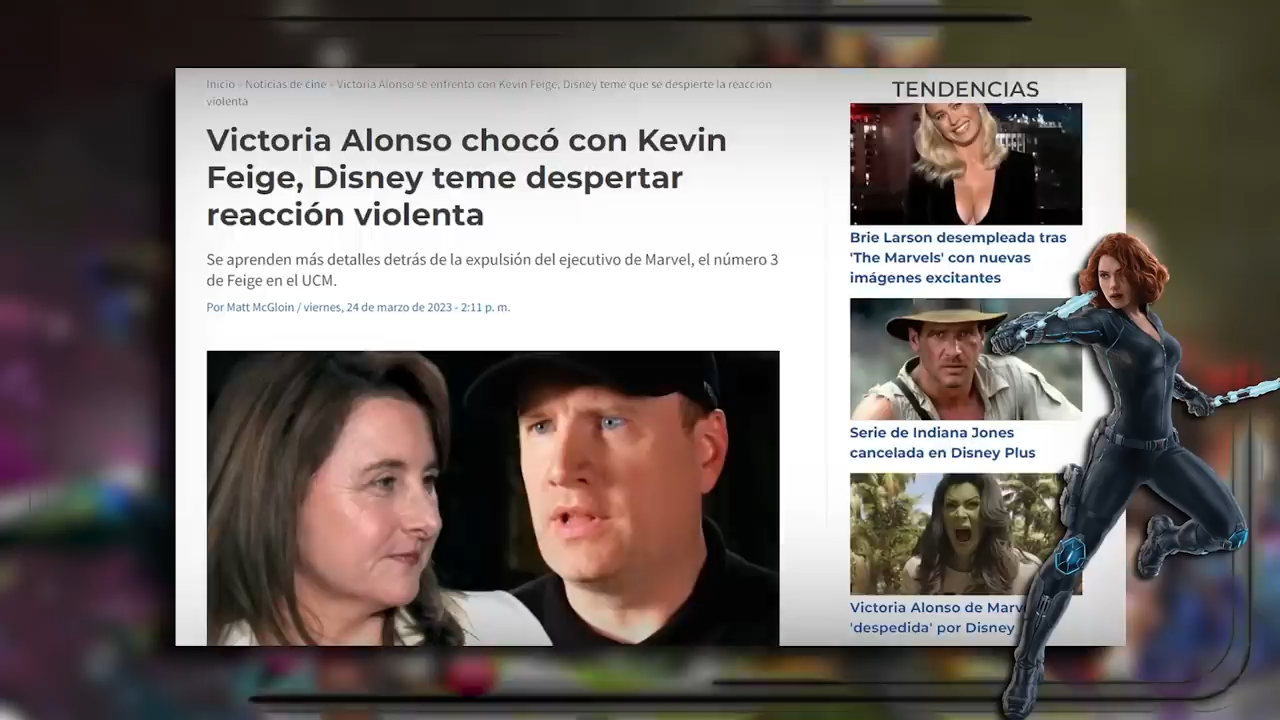 Inicio » Noticias de cine » Victoria Alonso se enfrentó con Kevin Feige, Disney teme que se despierte la reacción
violenta
Victoria Alonso chocó con Kevin
Feige, Disney teme despertar
reacción violenta
Se aprenden más detalles detrás de la expulsión del ejecutivo de Marvel, el número 3
de Feige en el UCM.
Por Matt McGloin / viernes, 24 de marzo de 2023 - 2:11 p. m.
TENDENCIAS
Brie Larson desempleada tras
'The Marvels' con nuevas
imágenes excitantes
Serie de Indiana Jones
cancelada en Disney Plus
Victoria Alonso de Marv
'despedida' por Disney